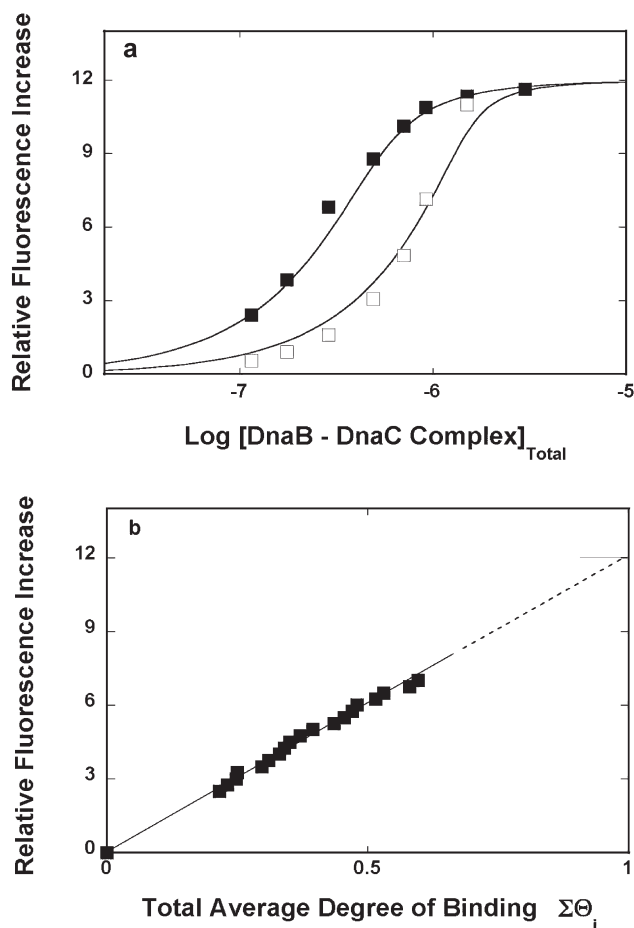 a
Relative Fluorescence Increase
12
9
6
3
0
-7
-6
-5
Log [DnaB - DnaC Complex]Total
b
Relative Fluorescence Increase
12
9
6
3
0
0
0.5
1
Total Average Degree of Binding ΣΘi